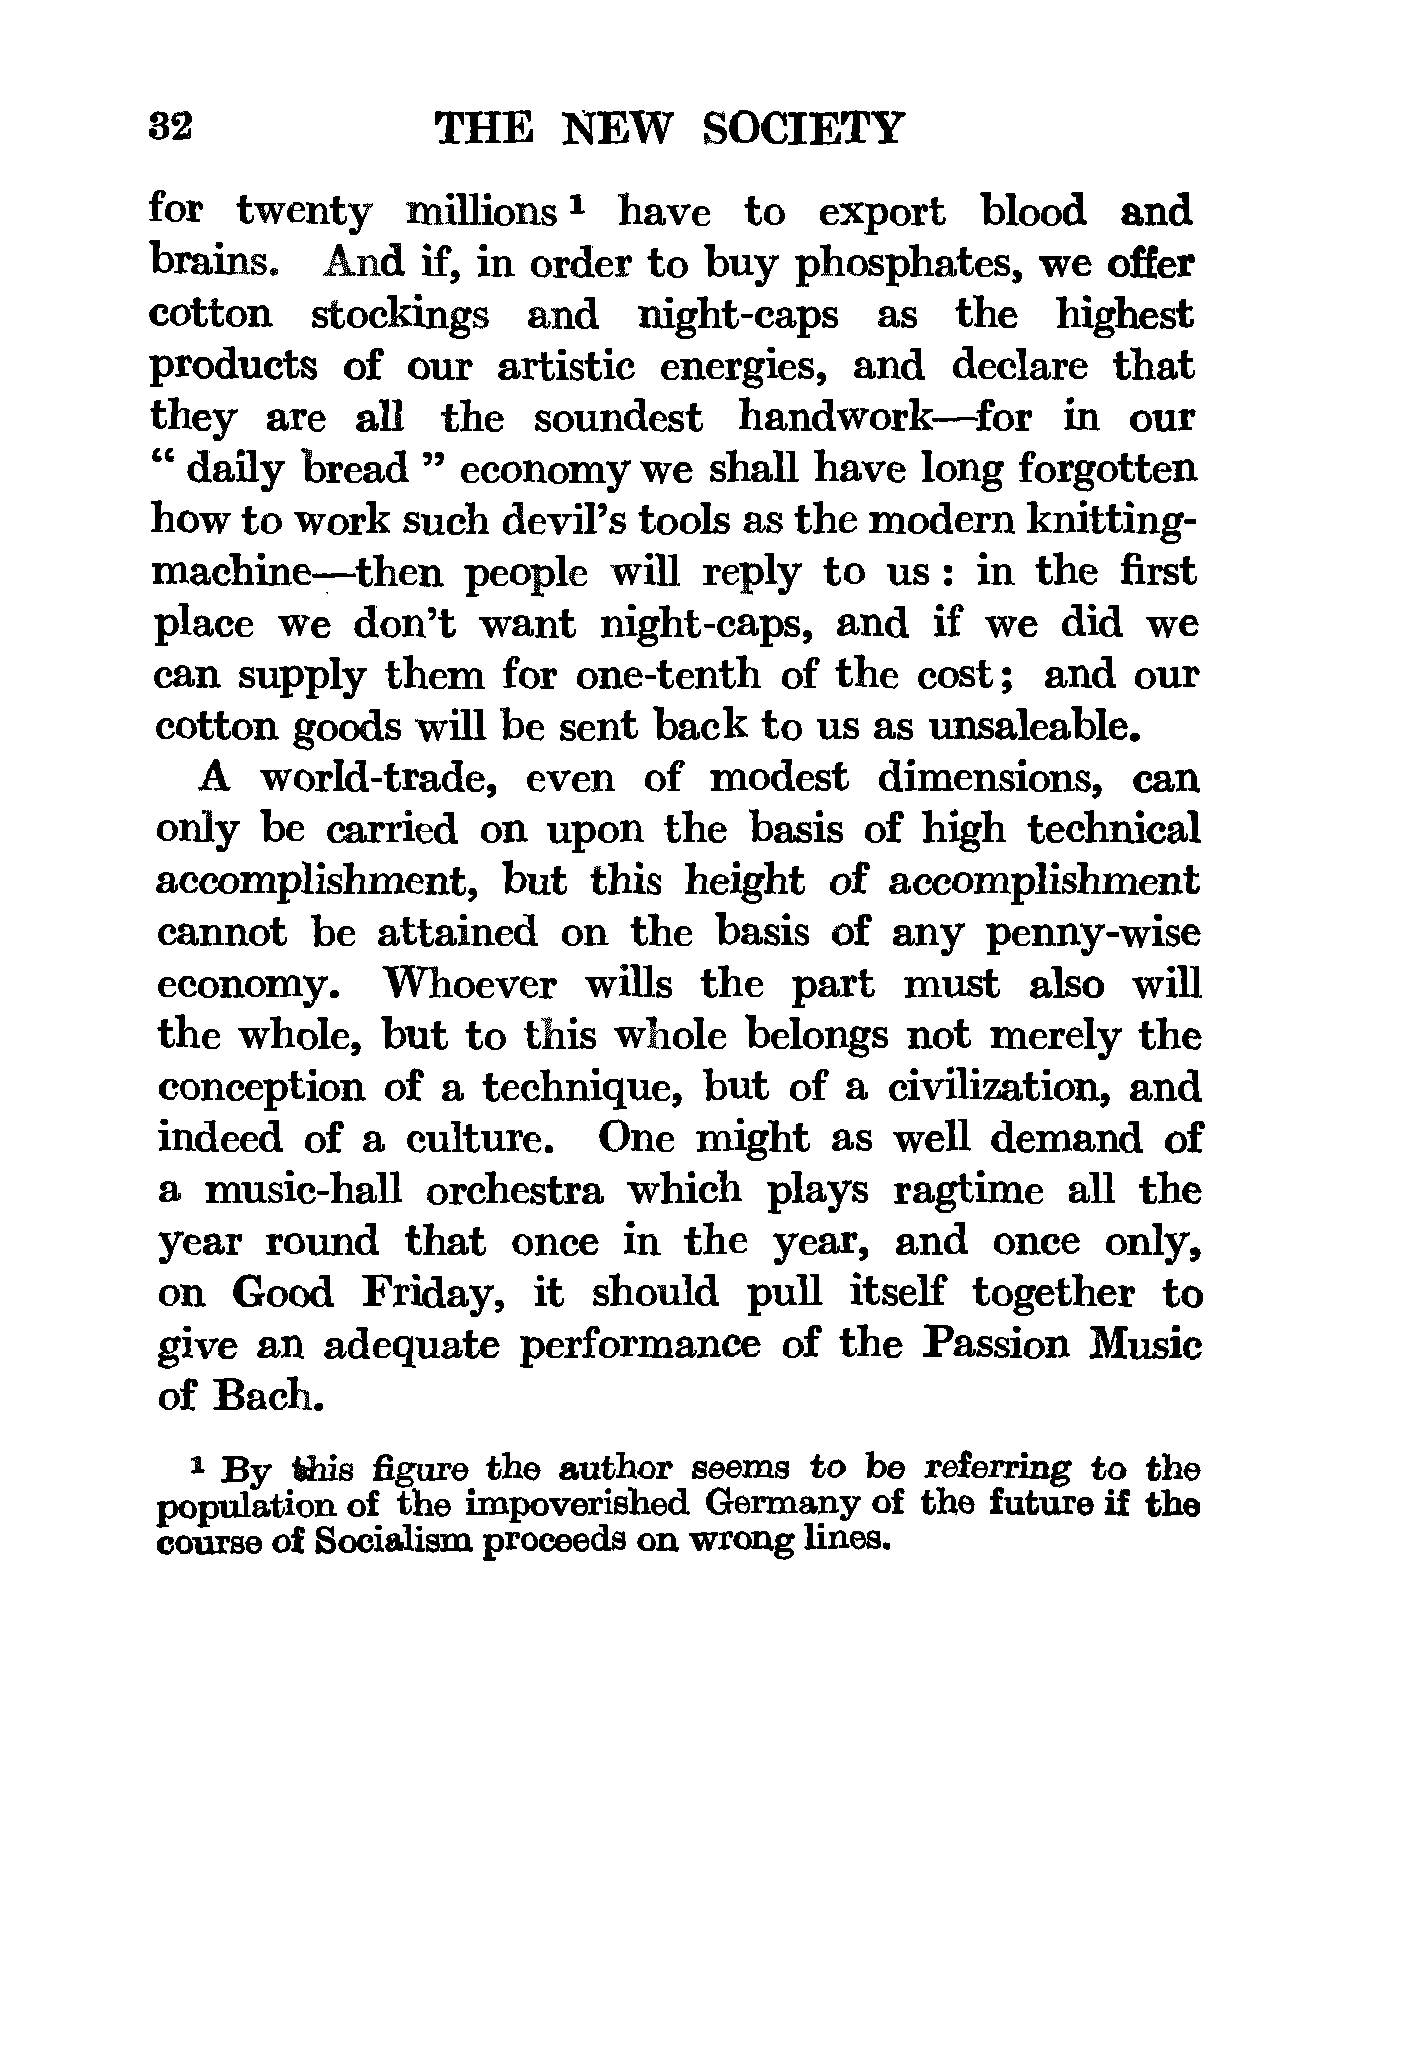 32 THE NEW SOCIETY
for twenty millions ¹ have to export blood and
brains. And if, in order to buy phosphates, we offer
cotton stockings and night-caps as the highest
products of our artistic energies, and declare that
they are all the soundest handwork—for in our
“ daily bread ” economy we shall have long forgotten
how to work such devil’s tools as the modern knitting-
machine—then people will reply to us : in the first
place we don’t want night-caps, and if we did we
can supply them for one-tenth of the cost ; and our
cotton goods will be sent back to us as unsaleable.
A world-trade, even of modest dimensions, can
only be carried on upon the basis of high technical
accomplishment, but this height of accomplishment
cannot be attained on the basis of any penny-wise
economy. Whoever wills the part must also will
the whole, but to this whole belongs not merely the
conception of a technique, but of a civilization, and
indeed of a culture. One might as well demand of
a music-hall orchestra which plays ragtime all the
year round that once in the year, and once only,
on Good Friday, it should pull itself together to
give an adequate performance of the Passion Music
of Bach.
¹ By this figure the author seems to be referring to the
population of the impoverished Germany of the future if the
course of Socialism proceeds on wrong lines.